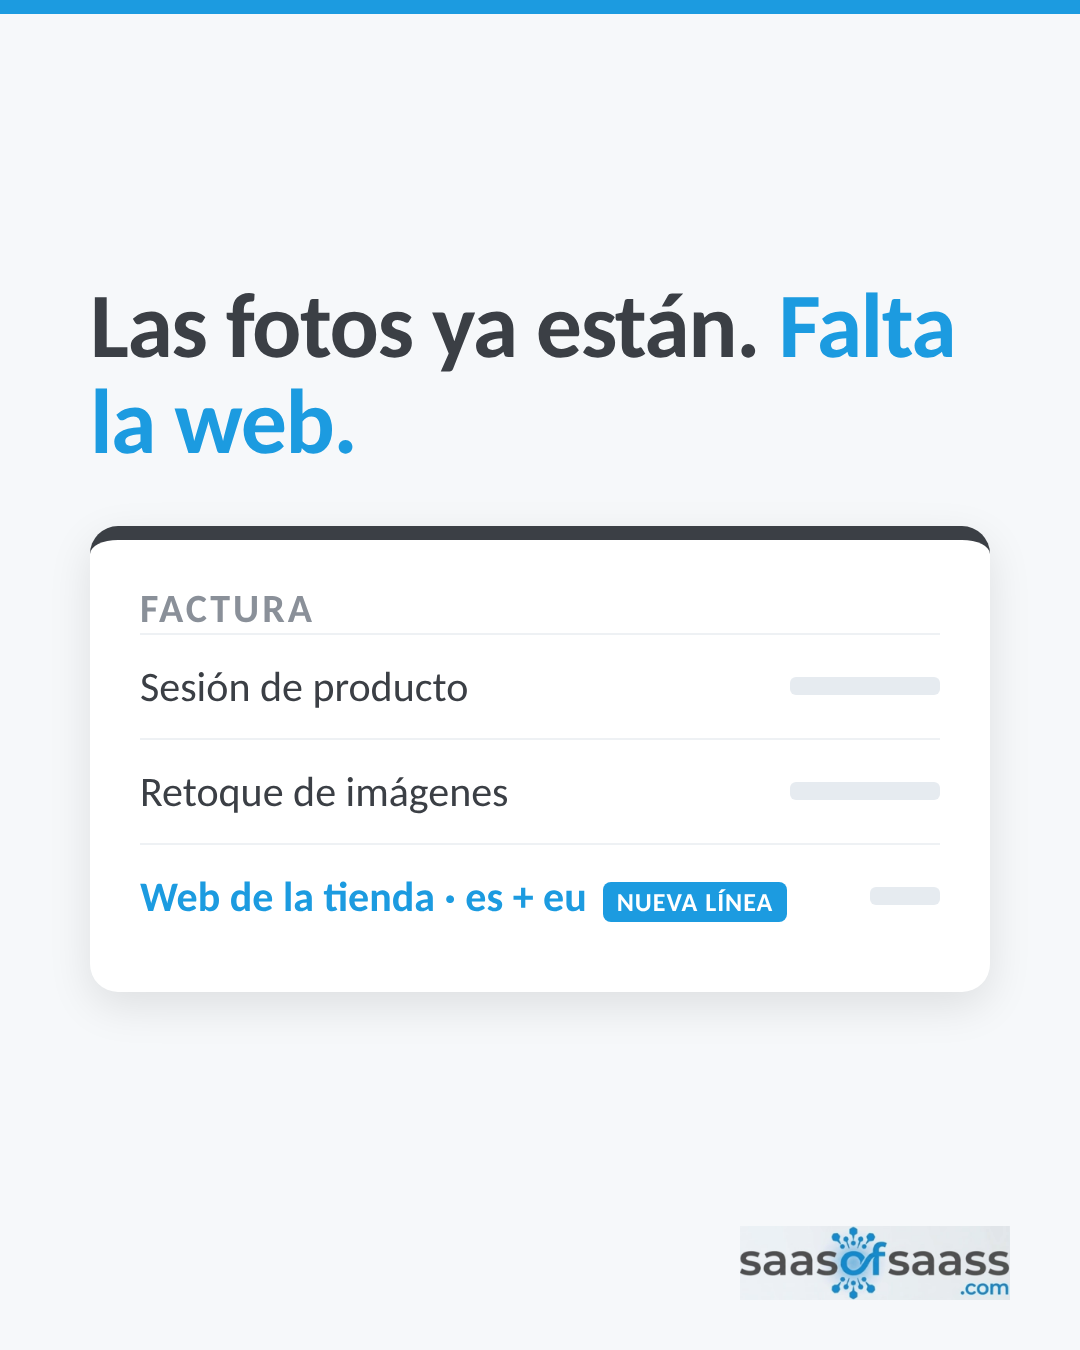 Las fotos ya están. Falta
la web.
FACTURA
Sesión de producto
Retoque de imágenes
Web de la tienda · es + eu NUEVA LÍNEA
saasofsaass
.com